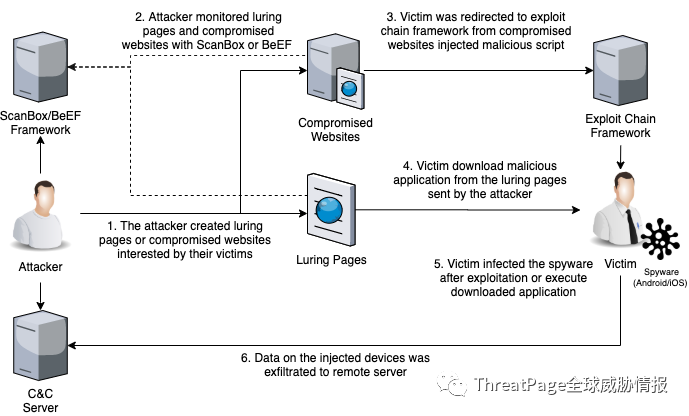 2. Attacker monitored luring
pages and compromised
websites with ScanBox or BeEF
3. Victim was redirected to exploit
chain framework from compromised
websites injected malicious script
ScanBox/BeEF
Framework
Compromised
Websites
Exploit Chain
Framework
4. Victim download malicious
application from the luring pages
sent by the attacker
1. The attacker created luring
pages or compromised websites
interested by their victims
Attacker
Luring Pages
5. Victim infected the spyware
after exploitation or execute
downloaded application
Victim
Spyware
(Android/iOS)
6. Data on the injected devices was
exfiltrated to remote server
C&C
Server
ThreatPage全球威胁情报